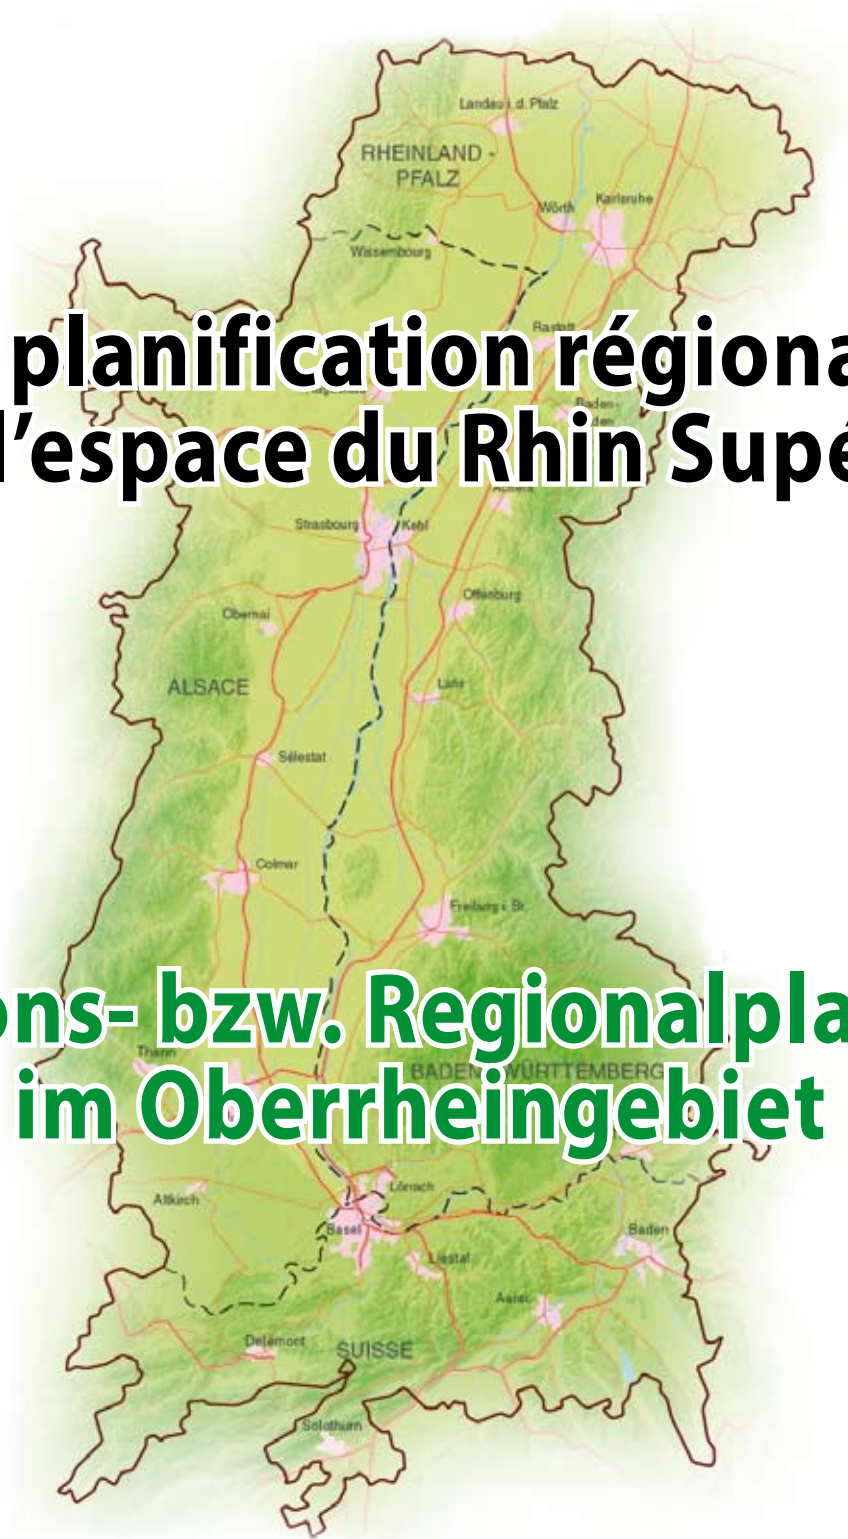 Landau i. d. Pfalz
RHEINLAND -
PFALZ
Wörth
Karlsruhe
Wissembourg
Rastatt
planification régiona
l’espace du Rhin Supé
Baden-
Strasbourg
Kehl
Obernai
Offenburg
ALSACE
Lahr
Sélestat
Colmar
Freiburg i. Br.
ons- bzw. Regionalpla
Thann
BADEN-WÜRTTEMBERG
im Oberrheingebiet
Altkirch
Lörrach
Basel
Baden
Liestal
Aarau
Delémont
SUISSE
Solothurn